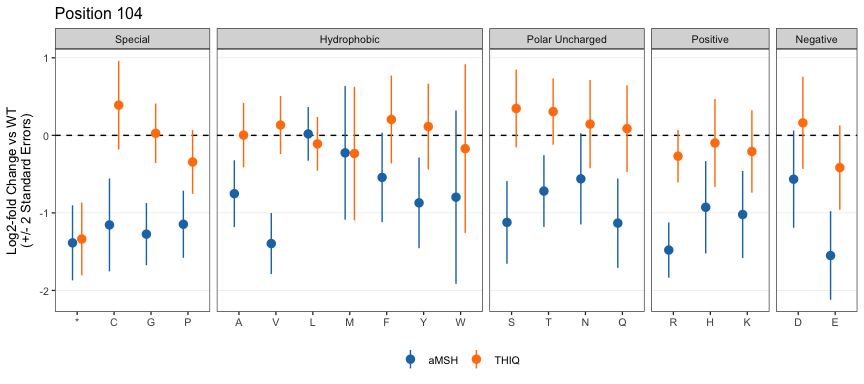 Position 104
Special
Hydrophobic
Polar Uncharged
Positive
Negative
Log2-fold Change vs WT
(+/- 2 Standard Errors)
1
0
-1
-2
* C G P
A V L M F Y W
S T N Q
R H K
D E
aMSH THIQ